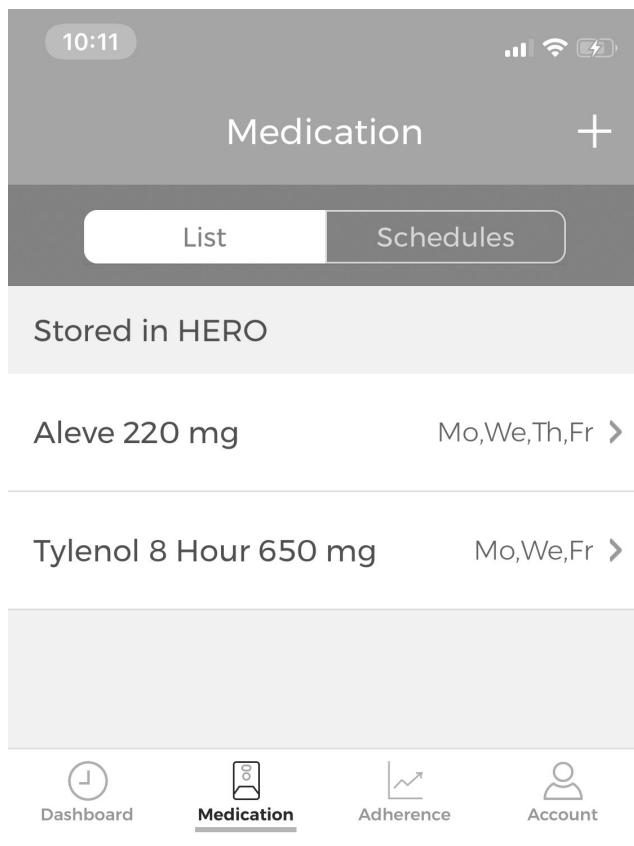 10:11
Medication +
List Schedules
Stored in HERO
Aleve 220 mg Mo,We,Th,Fr
Tylenol 8 Hour 650 mg Mo,We,Fr
Dashboard Medication Adherence Account